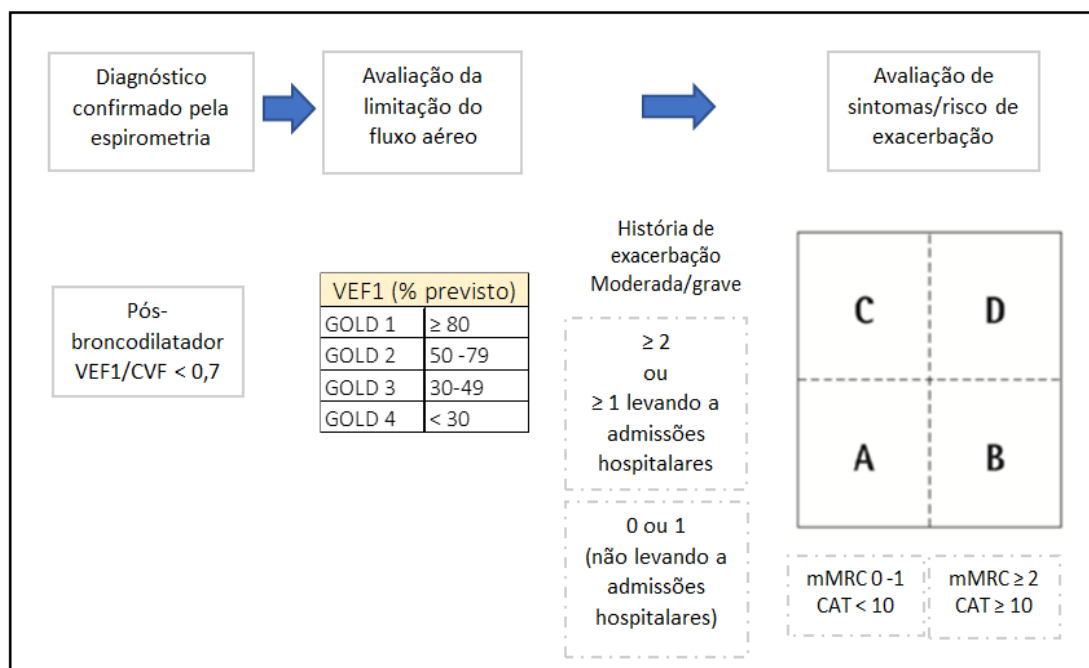 Diagnóstico
confirmado pela
espirometria
Avaliação da
limitação do
fluxo aéreo
Avaliação de
sintomas/risco de
exacerbação
Pós-
broncodilatador
VEF1/CVF < 0,7
VEF1 (% previsto)
GOLD 1 ≥ 80
GOLD 2 50 -79
GOLD 3 30-49
GOLD 4 < 30
História de
exacerbação
Moderada/grave
≥ 2
ou
≥ 1 levando a
admissões
hospitalares
0 ou 1
(não levando a
admissões
hospitalares)
C D
A B
mMRC 0 -1
CAT < 10
mMRC ≥ 2
CAT ≥ 10